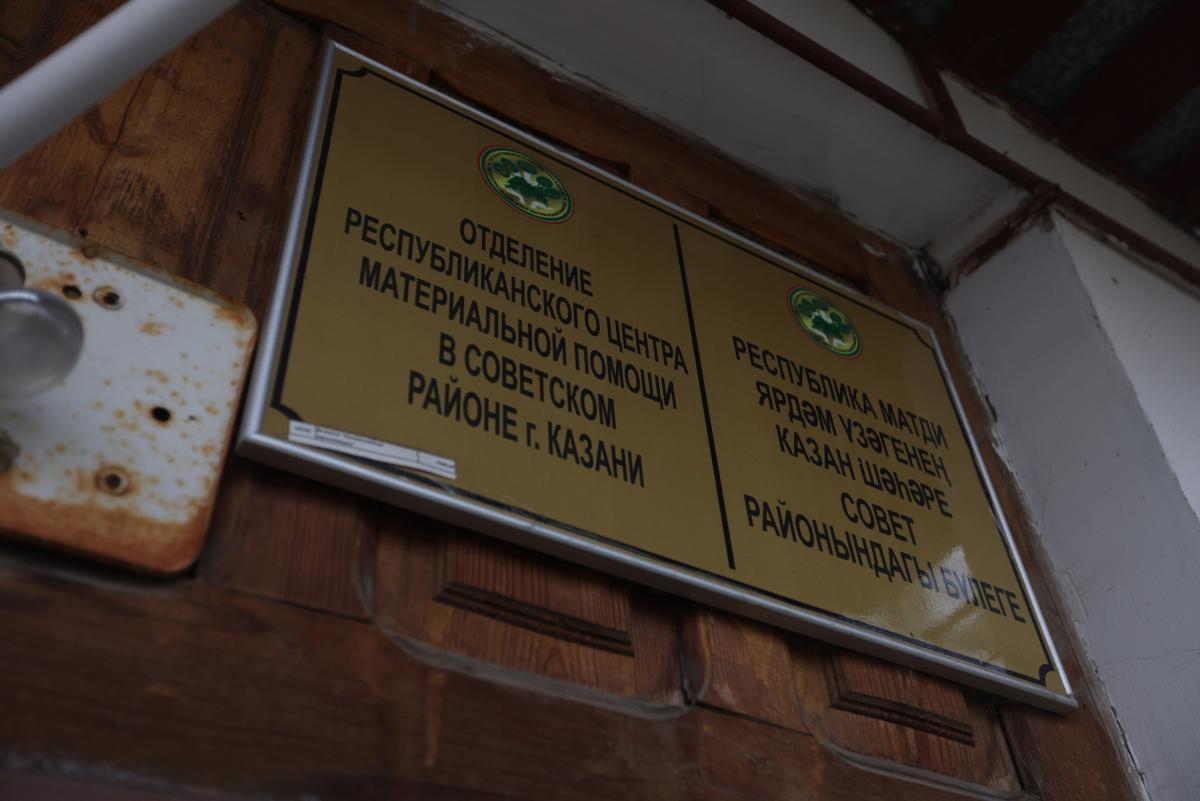 ОТДЕЛЕНИЕ
РЕСПУБЛИКАНСКОГО ЦЕНТРА
МАТЕРИАЛЬНОЙ ПОМОЩИ
В СОВЕТСКОМ
РАЙОНЕ г. КАЗАНИ
РЕСПУБЛИКА МАТДИ
ЯРДӘМ ҮЗӘГЕНЕҢ
КАЗАН ШӘҺӘРЕ
СОВЕТ
РАЙОНЫНДАГЫ БҮЛЕГЕ